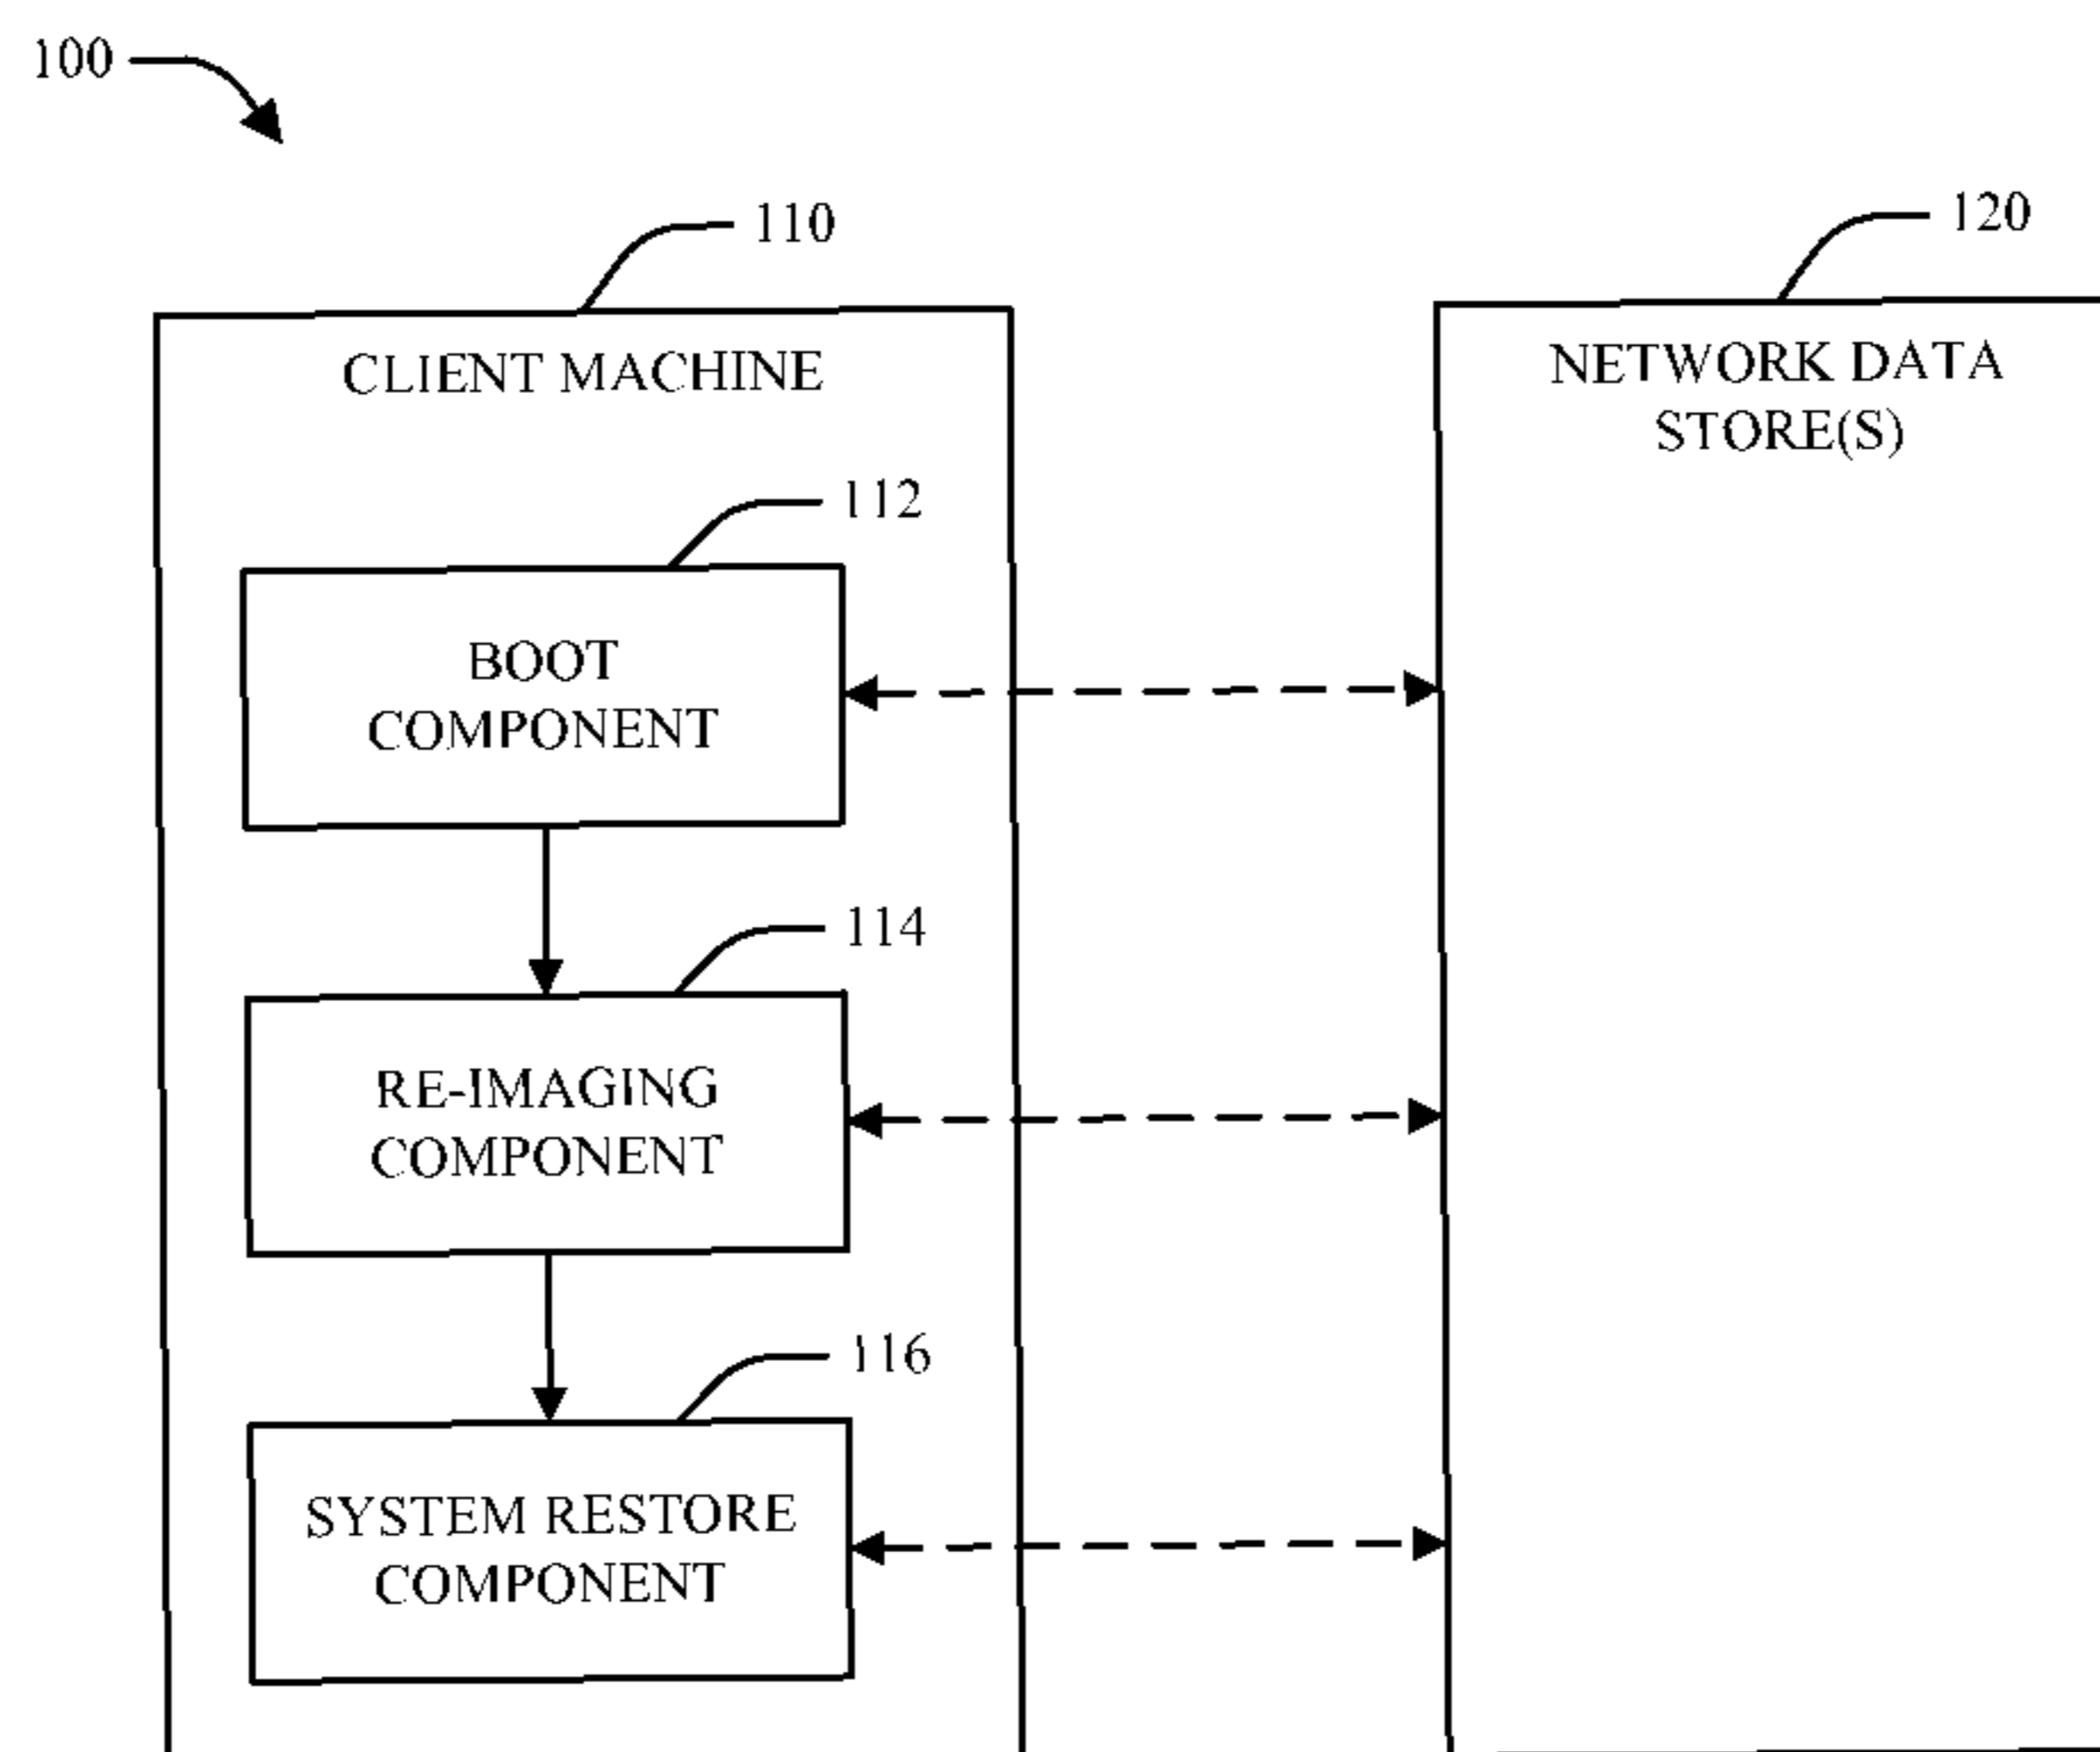 100
110
120
CLIENT MACHINE
NETWORK DATA
STORE(S)
112
BOOT
COMPONENT
114
RE-IMAGING
COMPONENT
116
SYSTEM RESTORE
COMPONENT